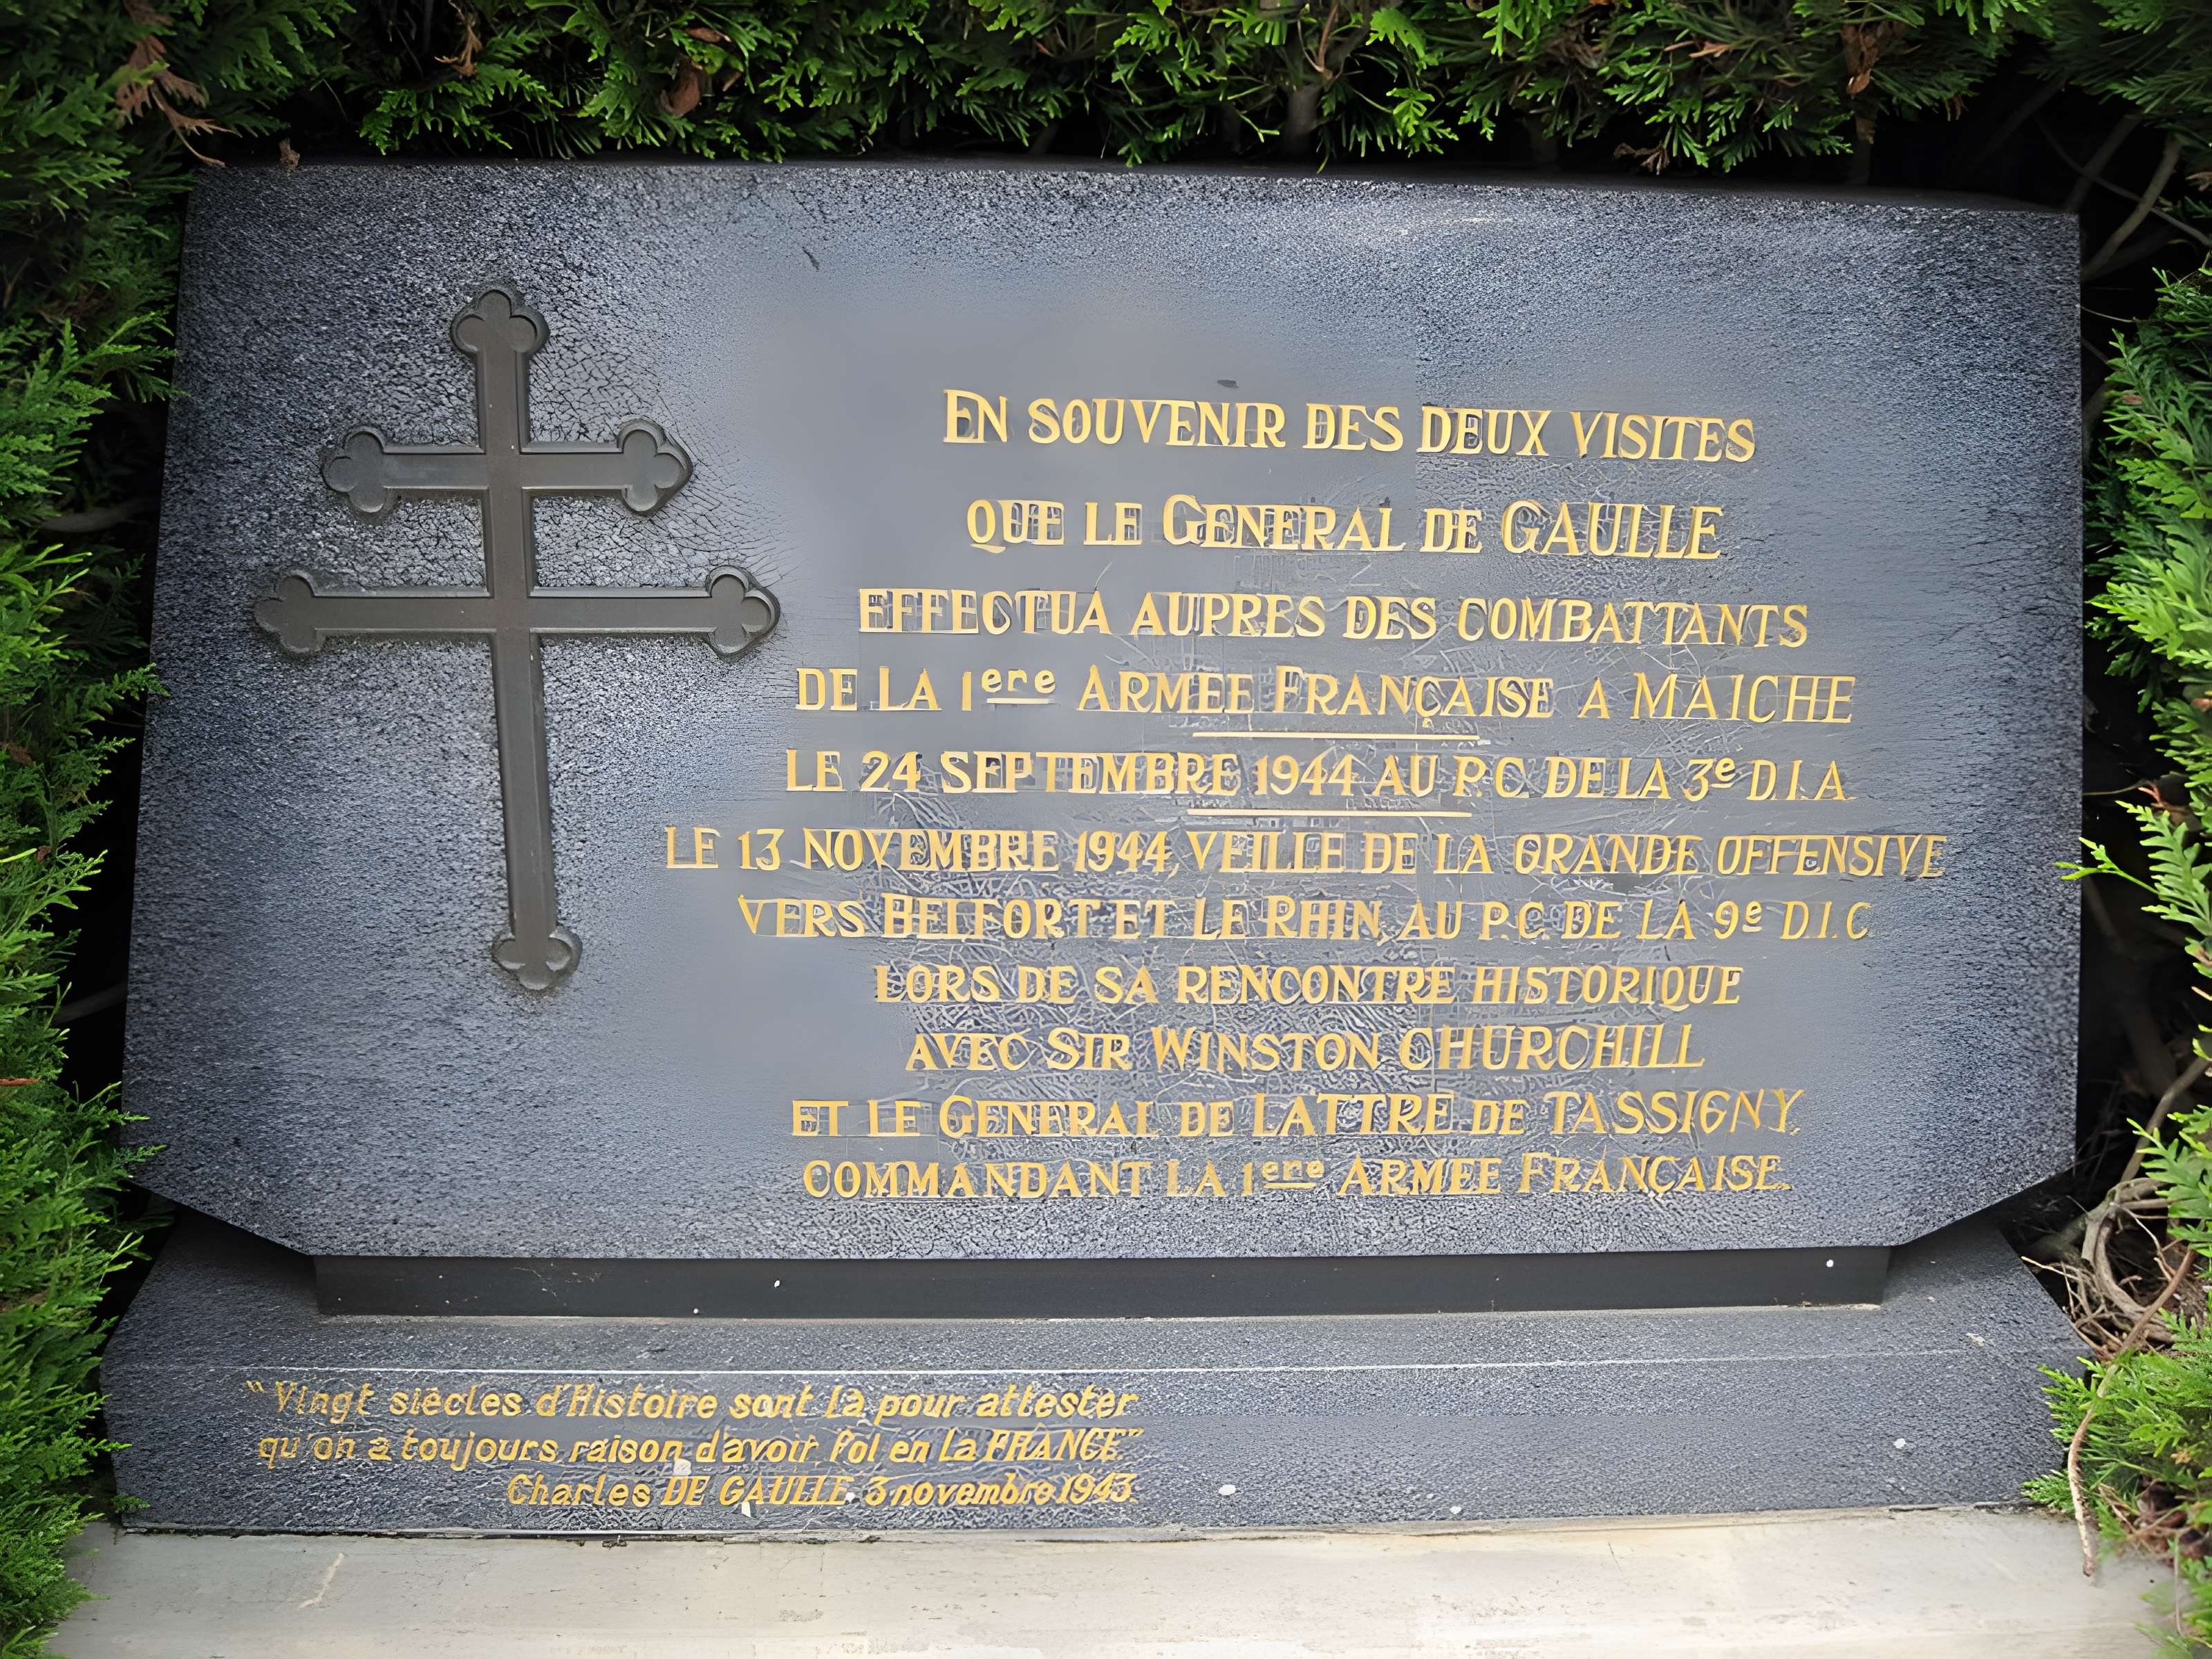 EN SOUVENIR DES DEUX VISITES
QUE LE GENERAL DE GAULLE
EFFECTUA AUPRES DES COMBATTANTS
DE LA 1ere ARMEE FRANÇAISE A MAICHE
LE 24 SEPTEMBRE 1944 AU P.C. DE LA 3e D.I.A.
LE 13 NOVEMBRE 1944, VEILLE DE LA GRANDE OFFENSIVE
VERS BELFORT ET LE RHIN, AU P.C. DE LA 9e D.I.C
LORS DE SA RENCONTRE HISTORIQUE
AVEC SIR WINSTON CHURCHILL
ET LE GENERAL DE LATTRE DE TASSIGNY,
COMMANDANT LA 1ere ARMEE FRANÇAISE.
"Vingt siècles d'Histoire sont là pour attester
qu'on a toujours raison d'avoir foi en La FRANCE"
Charles DE GAULLE, 3 novembre 1943.